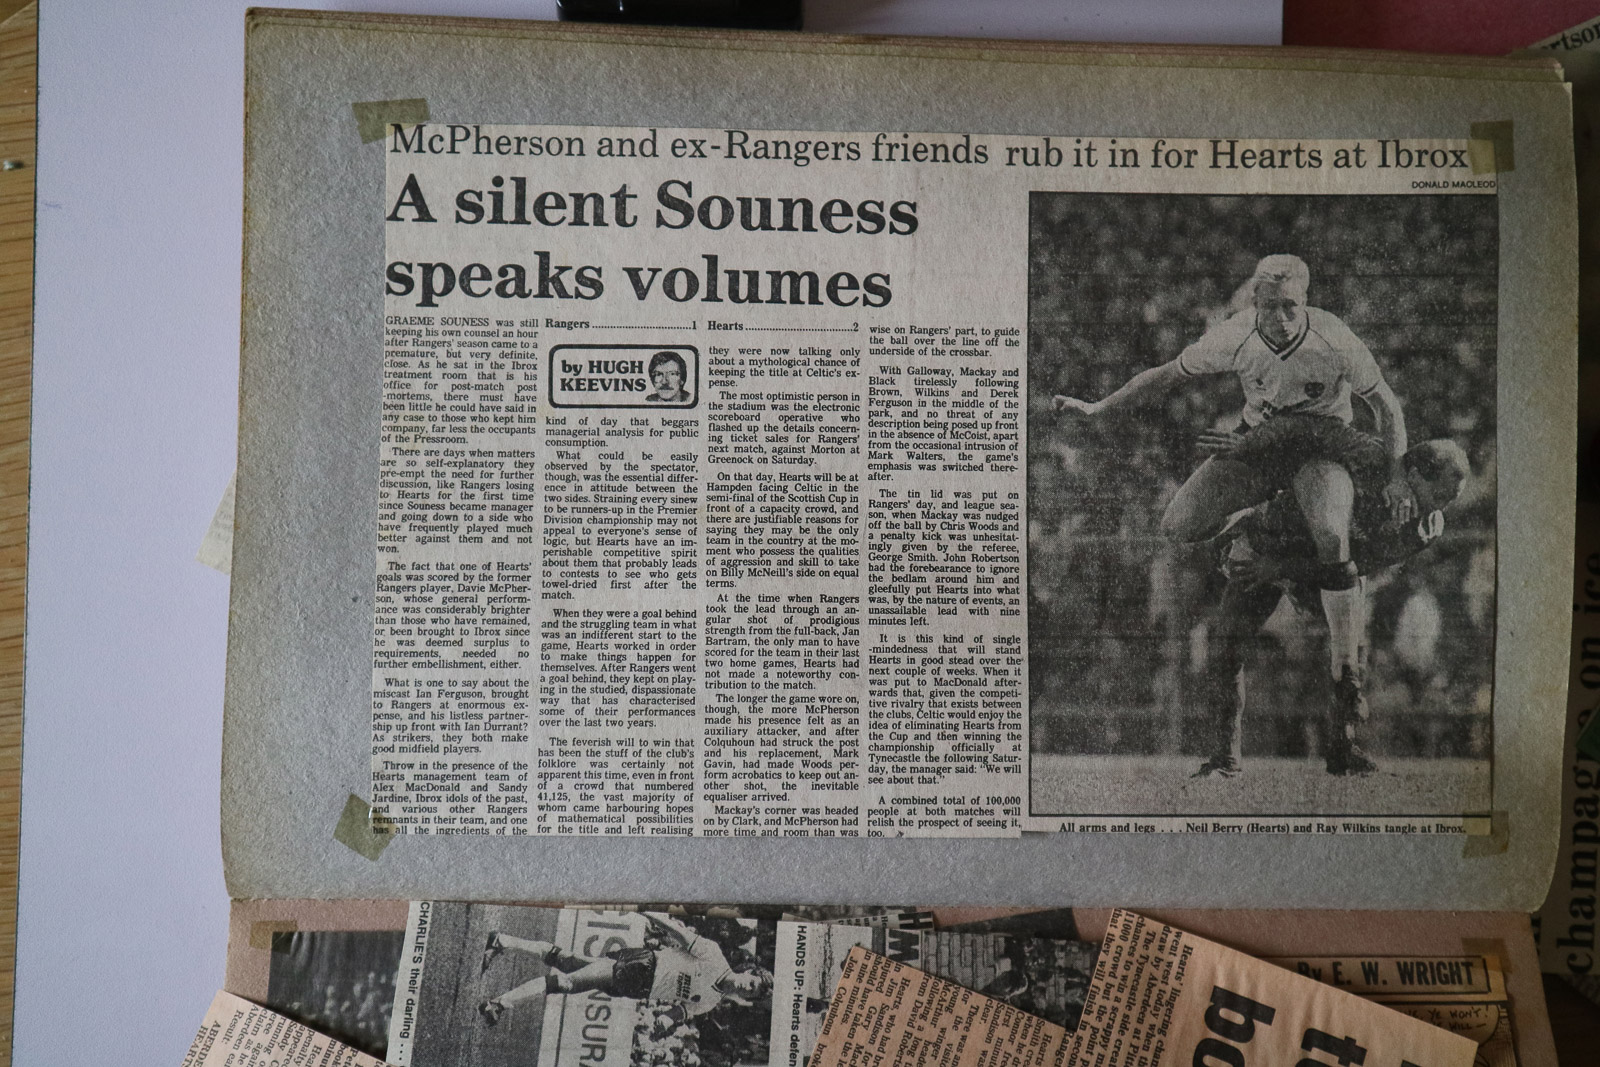 McPherson and ex-Rangers friends rub it in for Hearts at Ibrox
DONALD MACLEOD
A silent Souness
speaks volumes
GRAEME SOUNESS was still
keeping his own counsel an hour
after Rangers' season came to a
premature, but very definite,
close. As he sat in the Ibrox
treatment room that is his
office for post-match post
-mortems, there must have
been little he could have said in
any case to those who kept him
company, far less the occupants
of the Pressroom.
There are days when matters
are so self-explanatory they
pre-empt the need for further
discussion, like Rangers losing
to Hearts for the first time
since Souness became manager
and going down to a side who
have frequently played much
better against them and not
won.
The fact that one of Hearts'
goals was scored by the former
Rangers player, Davie McPher-
son, whose general perform-
ance was considerably brighter
than those who have remained,
or been brought to Ibrox since
he was deemed surplus to
requirements, needed no
further embellishment, either.
What is one to say about the
miscast Ian Ferguson, brought
to Rangers at enormous ex-
pense, and his listless partner-
ship up front with Ian Durrant?
As strikers, they both make
good midfield players.
Throw in the presence of the
Hearts management team of
Alex MacDonald and Sandy
Jardine, Ibrox idols of the past,
and various other Rangers
remnants in their team, and one
has all the ingredients of the
Rangers ..............................1
by HUGH
KEEVINS
kind of day that beggars
managerial analysis for public
consumption.
What could be easily
observed by the spectator,
though, was the essential differ-
ence in attitude between the
two sides. Straining every sinew
to be runners-up in the Premier
Division championship may not
appeal to everyone's sense of
logic, but Hearts have an im-
perishable competitive spirit
about them that probably leads
to contests to see who gets
towel-dried first after the
match.
When they were a goal behind
and the struggling team in what
was an indifferent start to the
game, Hearts worked in order
to make things happen for
themselves. After Rangers went
a goal behind, they kept on play-
ing in the studied, dispassionate
way that has characterised
some of their performances
over the last two years.
The feverish will to win that
has been the stuff of the club's
folklore was certainly not
apparent this time, even in front
of a crowd that numbered
41,125, the vast majority of
whom came harbouring hopes
of mathematical possibilities
for the title and left realising
Hearts ..................................2
they were now talking only
about a mythological chance of
keeping the title at Celtic's ex-
pense.
The most optimistic person in
the stadium was the electronic
scoreboard operative who
flashed up the details concern-
ing ticket sales for Rangers'
next match, against Morton at
Greenock on Saturday.
On that day, Hearts will be at
Hampden facing Celtic in the
semi-final of the Scottish Cup in
front of a capacity crowd, and
there are justifiable reasons for
saying they may be the only
team in the country at the mo-
ment who possess the qualities
of aggression and skill to take
on Billy McNeill's side on equal
terms.
At the time when Rangers
took the lead through an an-
gular shot of prodigious
strength from the full-back, Jan
Bartram, the only man to have
scored for the team in their last
two home games, Hearts had
not made a noteworthy con-
tribution to the match.
The longer the game wore on,
though, the more McPherson
made his presence felt as an
auxiliary attacker, and after
Colquhoun had struck the post
and his replacement, Mark
Gavin, had made Woods per-
form acrobatics to keep out an-
other shot, the inevitable
equaliser arrived.
Mackay's corner was headed
on by Clark, and McPherson had
more time and room than was
wise on Rangers' part, to guide
the ball over the line off the
underside of the crossbar.
With Galloway, Mackay and
Black tirelessly following
Brown, Wilkins and Derek
Ferguson in the middle of the
park, and no threat of any
description being posed up front
in the absence of McCoist, apart
from the occasional intrusion of
Mark Walters, the game's
emphasis was switched there-
after.
The tin lid was put on
Rangers' day, and league sea-
son, when Mackay was nudged
off the ball by Chris Woods and
a penalty kick was unhesitat-
ingly given by the referee,
George Smith. John Robertson
had the forebearance to ignore
the bedlam around him and
gleefully put Hearts into what
was, by the nature of events, an
unassailable lead with nine
minutes left.
It is this kind of single
-mindedness that will stand
Hearts in good stead over the
next couple of weeks. When it
was put to MacDonald after-
wards that, given the competi-
tive rivalry that exists between
the clubs, Celtic would enjoy the
idea of eliminating Hearts from
the Cup and then winning the
championship officially at
Tynecastle the following Satur-
day, the manager said: "We will
see about that."
A combined total of 100,000
people at both matches will
relish the prospect of seeing it,
too.
All arms and legs . . . Neil Berry (Hearts) and Ray Wilkins tangle at Ibrox.
CHARLIE'S their darling . . .
HANDS UP: Hearts defen
By E. W. WRIGHT
champagne on ice